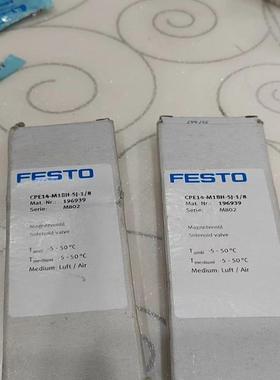 FESTO
CPE14-M1BH-5J-1/8
Mat. Nr.: 196939
Serie: M802
Magnetventil
Solenoid valve
Tamb -5 - 50°C
Tmedium -5 - 50°C
Medium: Luft / Air
FESTO
CPE14-M1BH-5J-1/8
Mat. Nr.: 196939
Serie: M802
Magnetventil
Solenoid valve
Tamb -5 - 50°C
Tmedium -5 - 50°C
Medium: Luft / Air